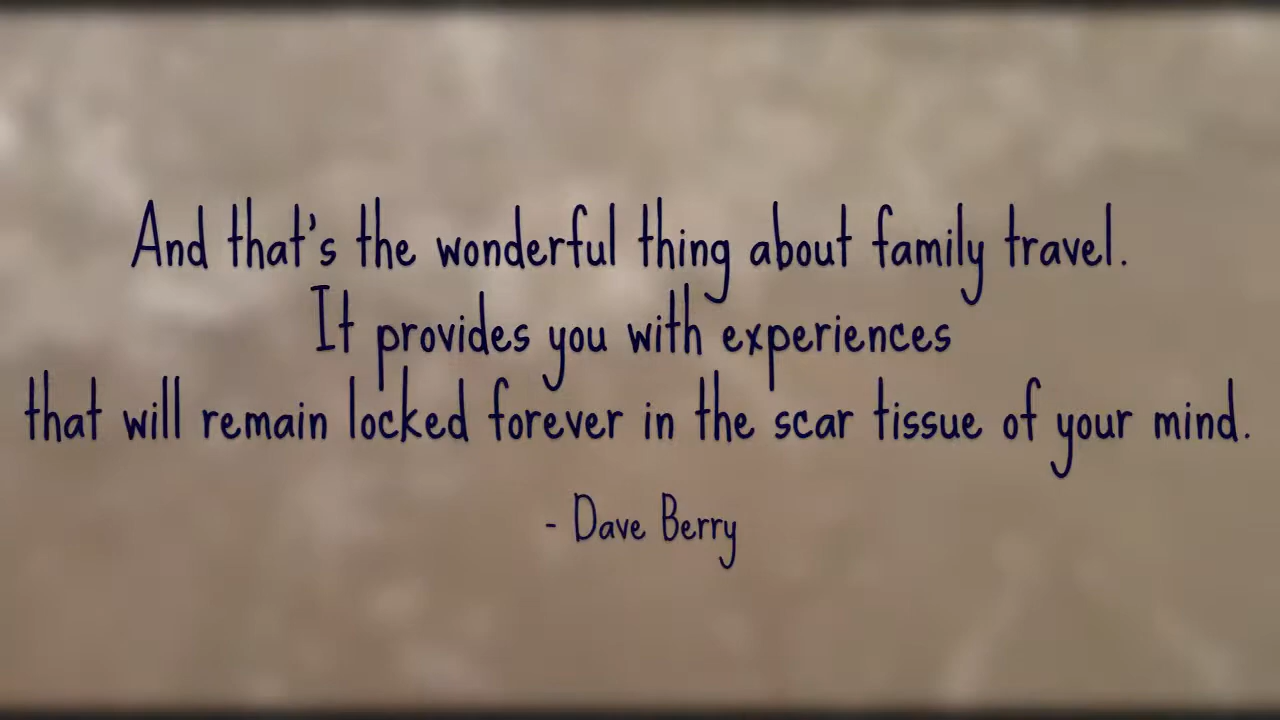 And that's the wonderful thing about family travel.
It provides you with experiences
that will remain locked forever in the scar tissue of your mind.
- Dave Berry